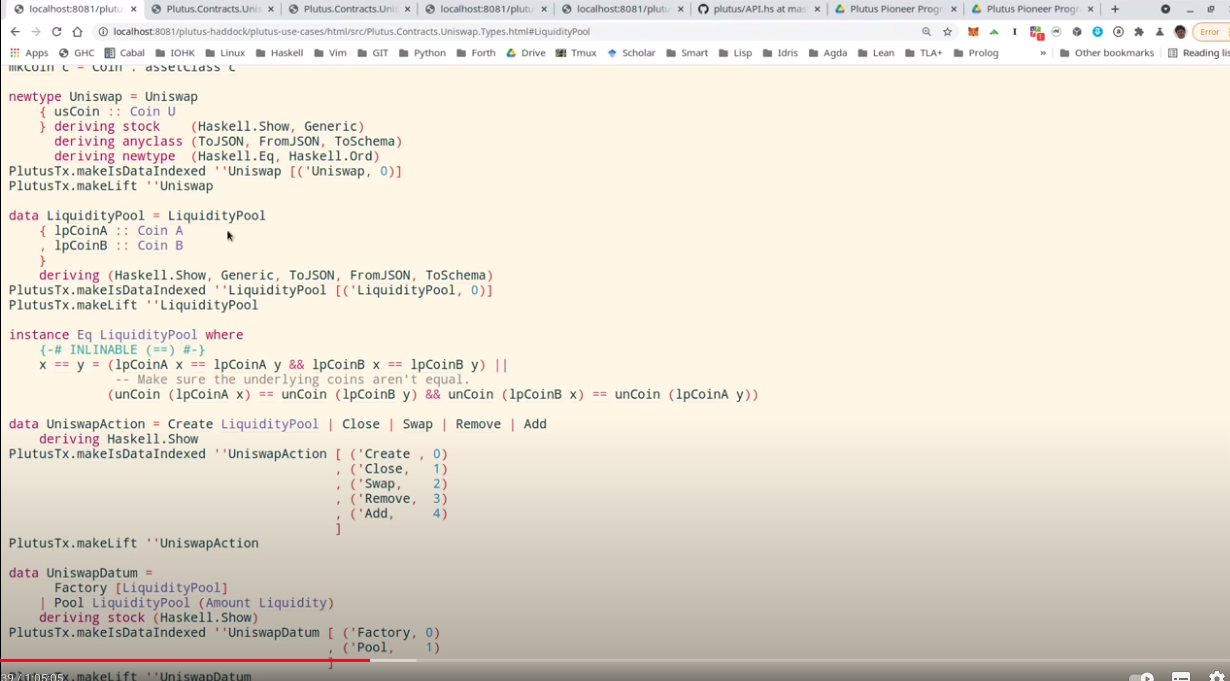 localhost:8081/plutus- × Plutus.Contracts.Uni × Plutus.Contracts.Uni × localhost:8081/plutu × localhost:8081/plutu × plutus/API.hs at mas × Plutus Pioneer Progr × Plutus Pioneer Progr × +
localhost:8081/plutus-haddock/plutus-use-cases/html/src/Plutus.Contracts.Uniswap.Types.html#LiquidityPool Error
Apps GHC Cabal IOHK Linux Haskell Vim GIT Python Forth Drive Tmux Scholar Smart Lisp Idris Agda Lean TLA+ Prolog » Other bookmarks Reading lis
mkCoin c = Coin . assetClass c
newtype Uniswap = Uniswap
{ usCoin :: Coin U
} deriving stock (Haskell.Show, Generic)
deriving anyclass (ToJSON, FromJSON, ToSchema)
deriving newtype (Haskell.Eq, Haskell.Ord)
PlutusTx.makeIsDataIndexed ''Uniswap [('Uniswap, 0)]
PlutusTx.makeLift ''Uniswap
data LiquidityPool = LiquidityPool
{ lpCoinA :: Coin A
, lpCoinB :: Coin B
}
deriving (Haskell.Show, Generic, ToJSON, FromJSON, ToSchema)
PlutusTx.makeIsDataIndexed ''LiquidityPool [('LiquidityPool, 0)]
PlutusTx.makeLift ''LiquidityPool
instance Eq LiquidityPool where
{-# INLINABLE (==) #-}
x == y = (lpCoinA x == lpCoinA y && lpCoinB x == lpCoinB y) ||
-- Make sure the underlying coins aren't equal.
(unCoin (lpCoinA x) == unCoin (lpCoinB y) && unCoin (lpCoinB x) == unCoin (lpCoinA y))
data UniswapAction = Create LiquidityPool | Close | Swap | Remove | Add
deriving Haskell.Show
PlutusTx.makeIsDataIndexed ''UniswapAction [ ('Create , 0)
, ('Close, 1)
, ('Swap, 2)
, ('Remove, 3)
, ('Add, 4)
]
PlutusTx.makeLift ''UniswapAction
data UniswapDatum =
Factory [LiquidityPool]
| Pool LiquidityPool (Amount Liquidity)
deriving stock (Haskell.Show)
PlutusTx.makeIsDataIndexed ''UniswapDatum [ ('Factory, 0)
, ('Pool, 1)
]
PlutusTx.makeLift ''UniswapDatum
39 / 1:05:05